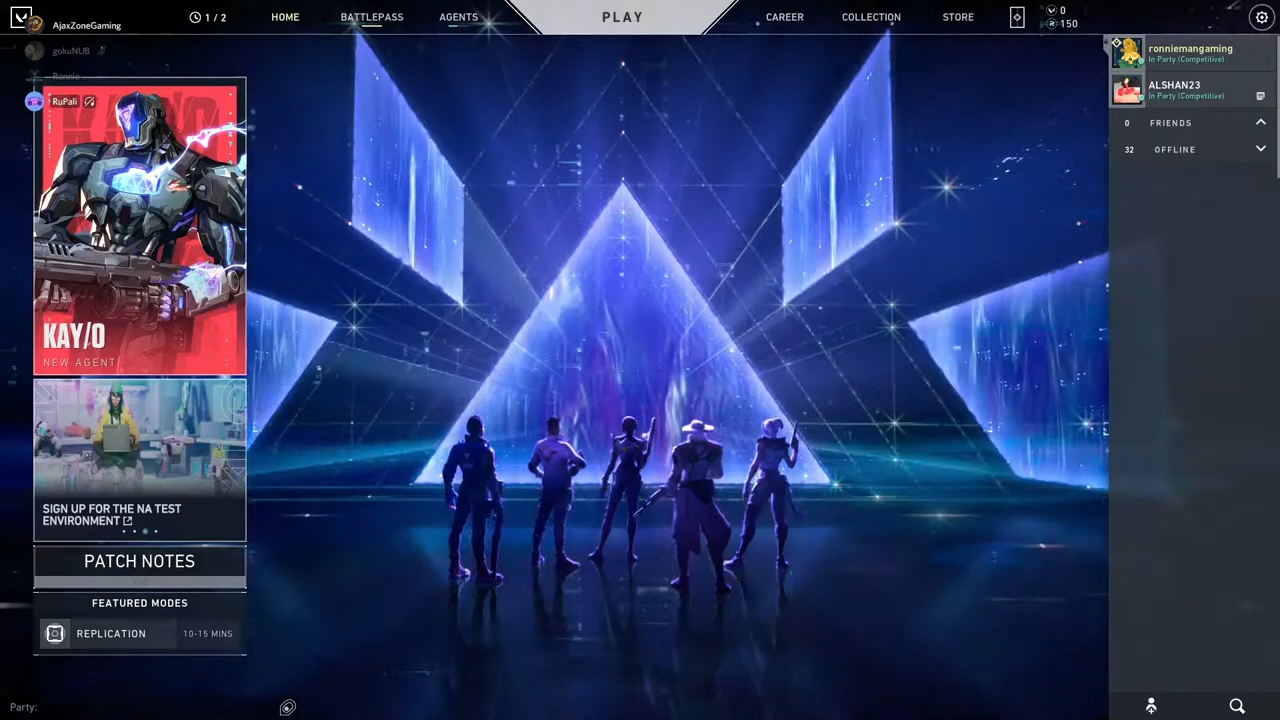 AjaxZoneGaming
1 / 2
HOME
BATTLEPASS
AGENTS
PLAY
CAREER
COLLECTION
STORE
0
150
gokuNUB
Ronnie
RuPali
KAY/O
NEW AGENT
SIGN UP FOR THE NA TEST
ENVIRONMENT
PATCH NOTES
FEATURED MODES
REPLICATION 10-15 MINS
Party:
ronniemangaming
In Party (Competitive)
ALSHAN23
In Party (Competitive)
0 FRIENDS
32 OFFLINE